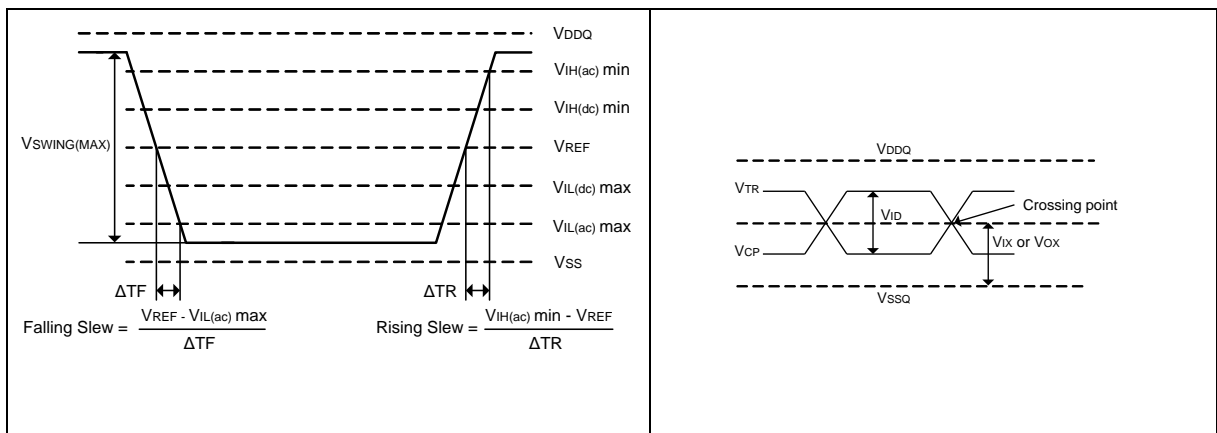 VDDQ
VIH(ac) min
VIH(dc) min
VSWING(MAX)
VREF
VIL(dc) max
VIL(ac) max
VSS
ΔTF
ΔTR
Falling Slew = VREF - VIL(ac) max
ΔTF
Rising Slew = VIH(ac) min - VREF
ΔTR
VDDQ
VTR
VID
Crossing point
VIX or VOX
VCP
VSSQ